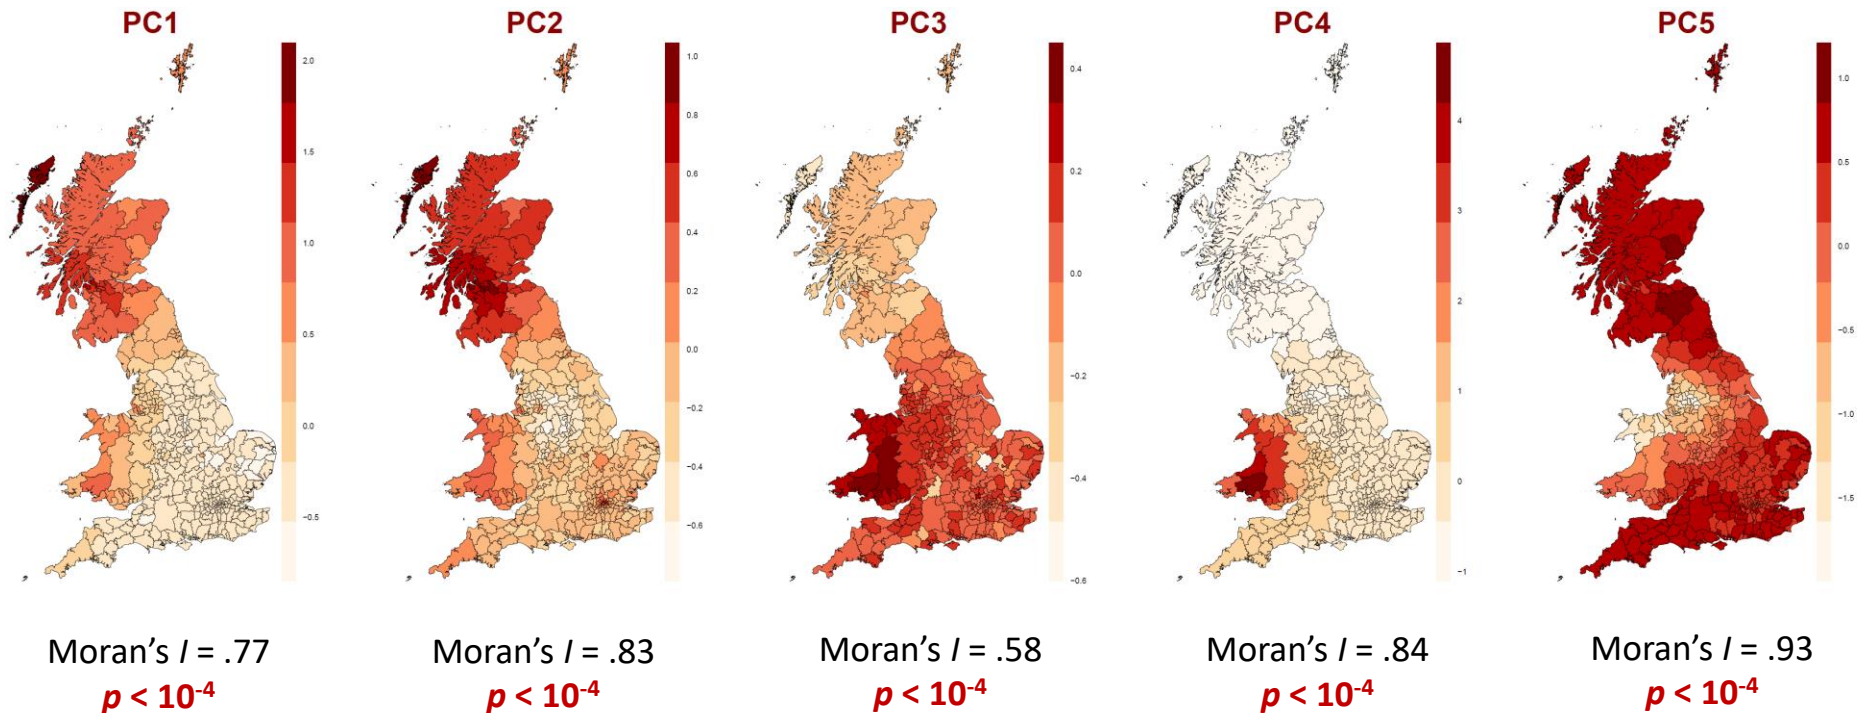 PC1
PC2
PC3
PC4
PC5
2.0
1.5
1.0
0.5
0.0
−0.5
1.0
0.8
0.6
0.4
0.2
0.0
−0.2
−0.4
−0.6
0.4
0.2
0.0
−0.2
−0.4
−0.6
4
3
2
1
0
−1
1.0
0.5
0.0
−0.5
−1.0
−1.5
Moran's I = .77
p < 10-4
Moran's I = .83
p < 10-4
Moran's I = .58
p < 10-4
Moran's I = .84
p < 10-4
Moran's I = .93
p < 10-4